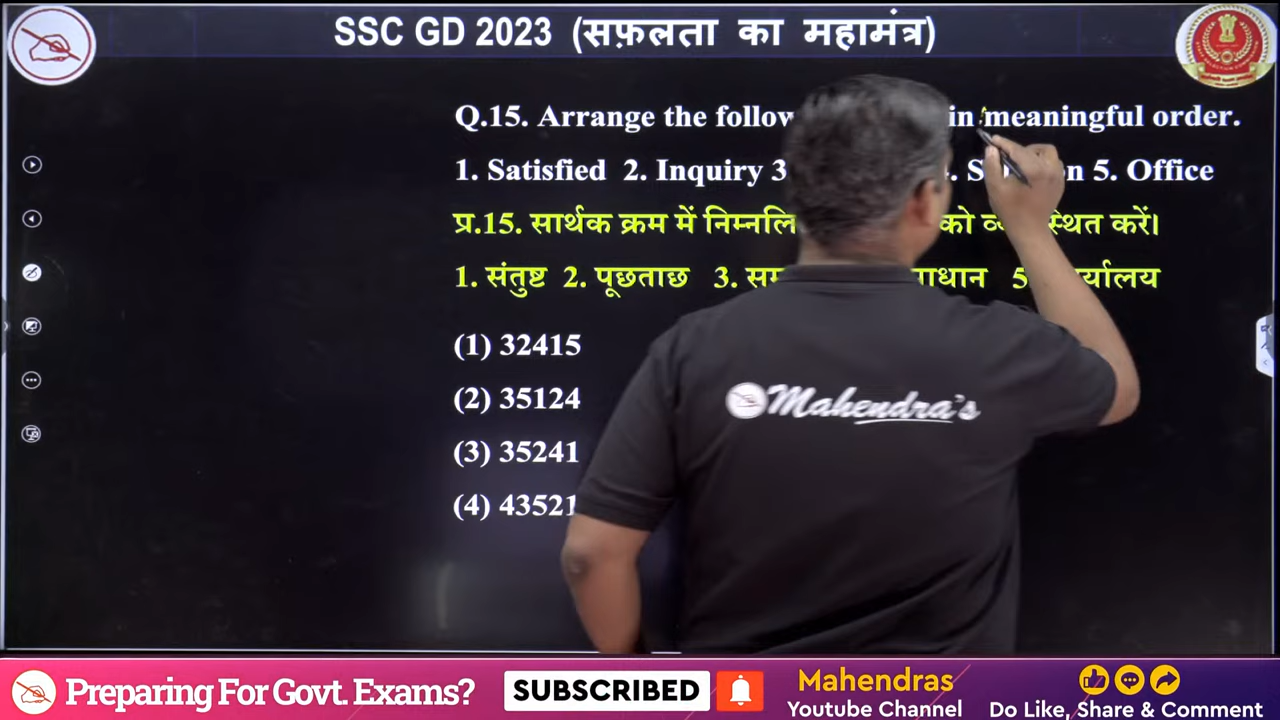 SSC GD 2023 (सफ़लता का महामंत्र)
Q.15. Arrange the follow in meaningful order.
1. Satisfied 2. Inquiry 3 5. Office
प्र.15. सार्थक क्रम में को करें।
1. संतुष्ट 2. पूछताछ 3. 5
(1) 32415
(2) 35124
(3) 35241
(4) 43521
Mahendra's
Preparing For Govt. Exams?
SUBSCRIBED
Mahendras
Youtube Channel
Do Like, Share & Comment